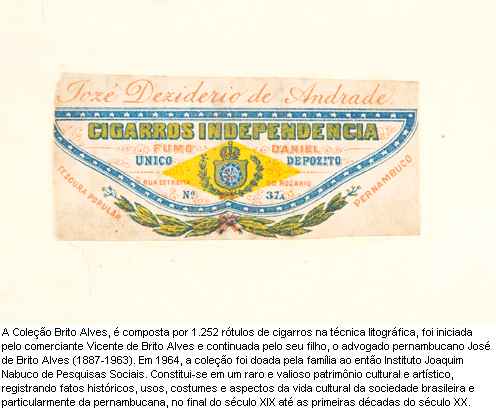 Jozé Deziderio de Andrade
CIGARROS INDEPENDENCIA
FUMO DANIEL
UNICO DEPOZITO
RUA ESTREITA DO ROZARIO
Nº 37A
TEZOURA POPULAR
PERNAMBUCO
A Coleção Brito Alves, é composta por 1.252 rótulos de cigarros na técnica litográfica, foi iniciada
pelo comerciante Vicente de Brito Alves e continuada pelo seu filho, o advogado pernambucano José
de Brito Alves (1887-1963). Em 1964, a coleção foi doada pela família ao então Instituto Joaquim
Nabuco de Pesquisas Sociais. Constitui-se em um raro e valioso patrimônio cultural e artístico,
registrando fatos históricos, usos, costumes e aspectos da vida cultural da sociedade brasileira e
particularmente da pernambucana, no final do século XIX até as primeiras décadas do século XX.